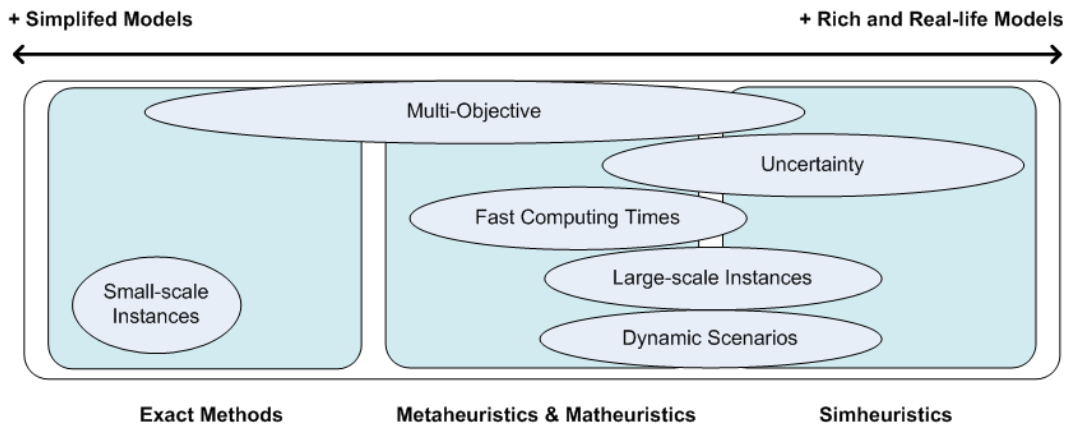 + Simplifed Models
+ Rich and Real-life Models
Multi-Objective
Uncertainty
Fast Computing Times
Large-scale Instances
Small-scale
Instances
Dynamic Scenarios
Exact Methods
Metaheuristics & Matheuristics
Simheuristics